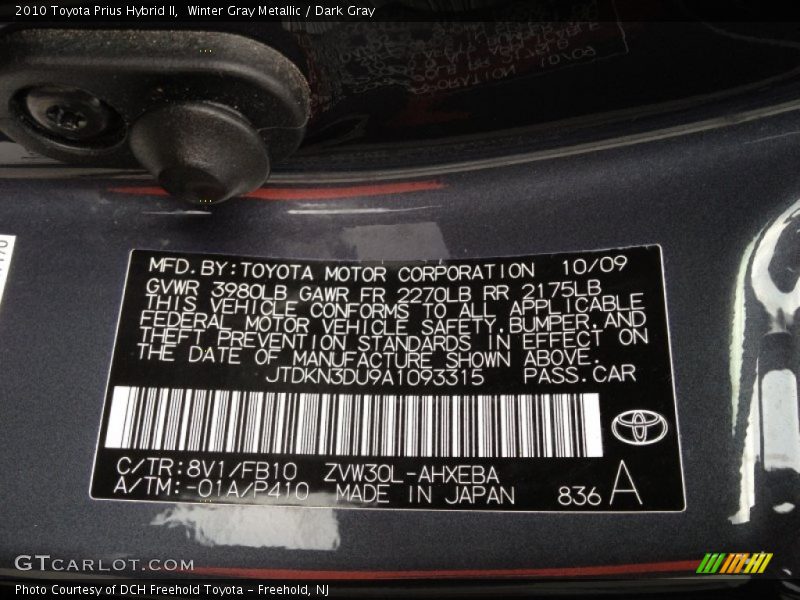 2010 Toyota Prius Hybrid II, Winter Gray Metallic / Dark Gray
MFD.BY:TOYOTA MOTOR CORPORATION 10/09
GVWR 3980LB GAWR FR 2270LB RR 2175LB
THIS VEHICLE CONFORMS TO ALL APPLICABLE
FEDERAL MOTOR VEHICLE SAFETY,BUMPER,AND
THEFT PREVENTION STANDARDS IN EFFECT ON
THE DATE OF MANUFACTURE SHOWN ABOVE.
JTDKN3DU9A1093315 PASS.CAR
C/TR:8V1/FB10 ZVW30L-AHXEBA
A/TM:-01A/P410 MADE IN JAPAN 836 A
GTCARLOT.COM
Photo Courtesy of DCH Freehold Toyota - Freehold, NJ